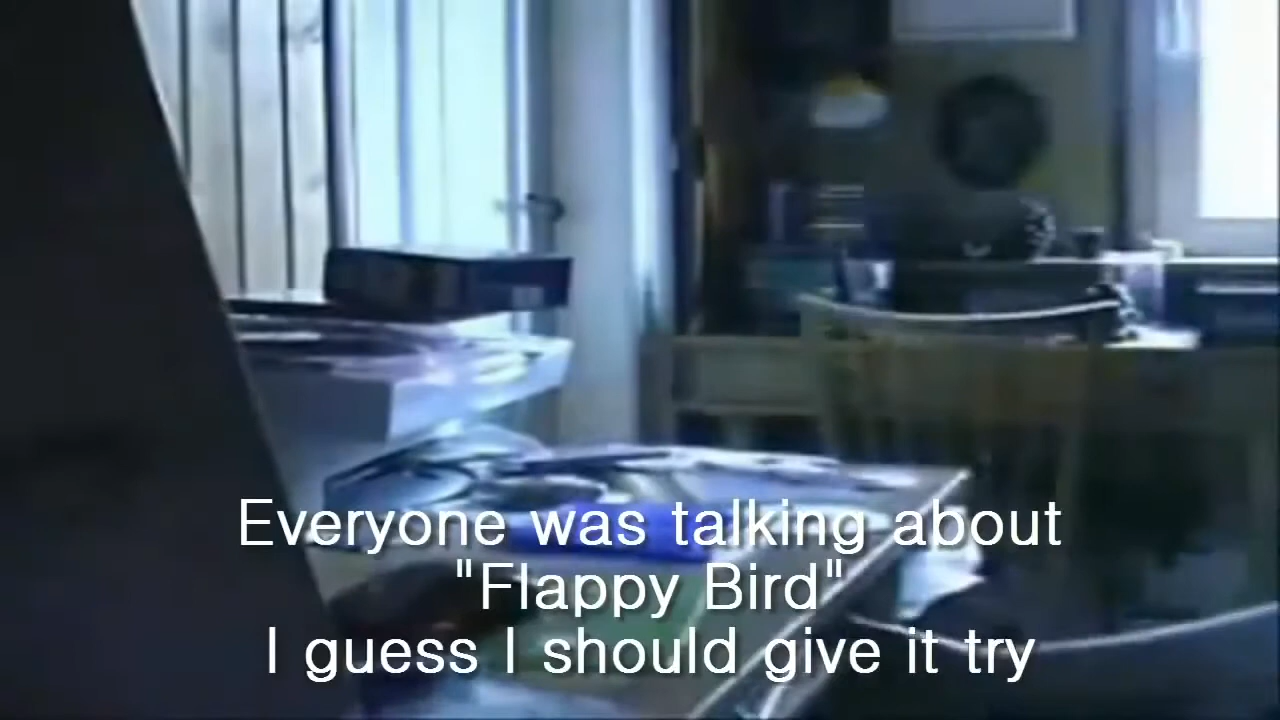 Everyone was talking about
"Flappy Bird"
I guess I should give it try